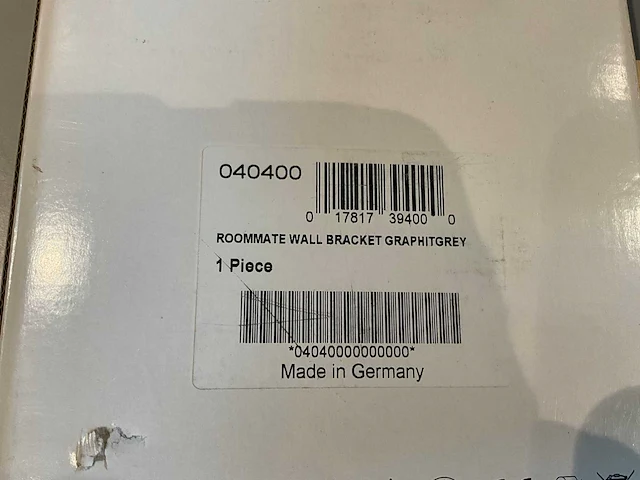 040400
0 17817 39400 0
ROOMMATE WALL BRACKET GRAPHITGREY
1 Piece
*04040000000000*
Made in Germany